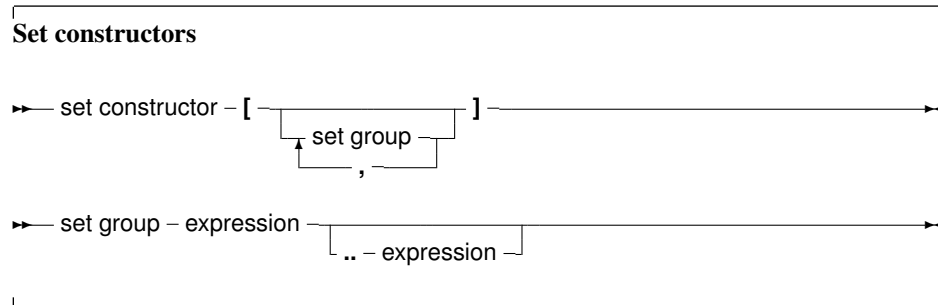 Set constructors
set constructor – [ ] –
set group –
, –
set group – expression –
.. – expression –